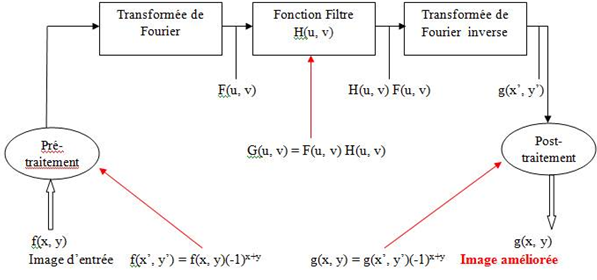 Transformée de
Fourier
Fonction Filtre
H(u, v)
Transformée de
Fourier inverse
F(u, v)
H(u, v) F(u, v)
g(x’, y’)
Pré-
traitement
G(u, v) = F(u, v) H(u, v)
Post-
traitement
f(x, y)
Image d’entrée
f(x’, y’) = f(x, y)(-1)^{x+y}
g(x, y) = g(x’, y’)(-1)^{x+y}
g(x, y)
Image améliorée